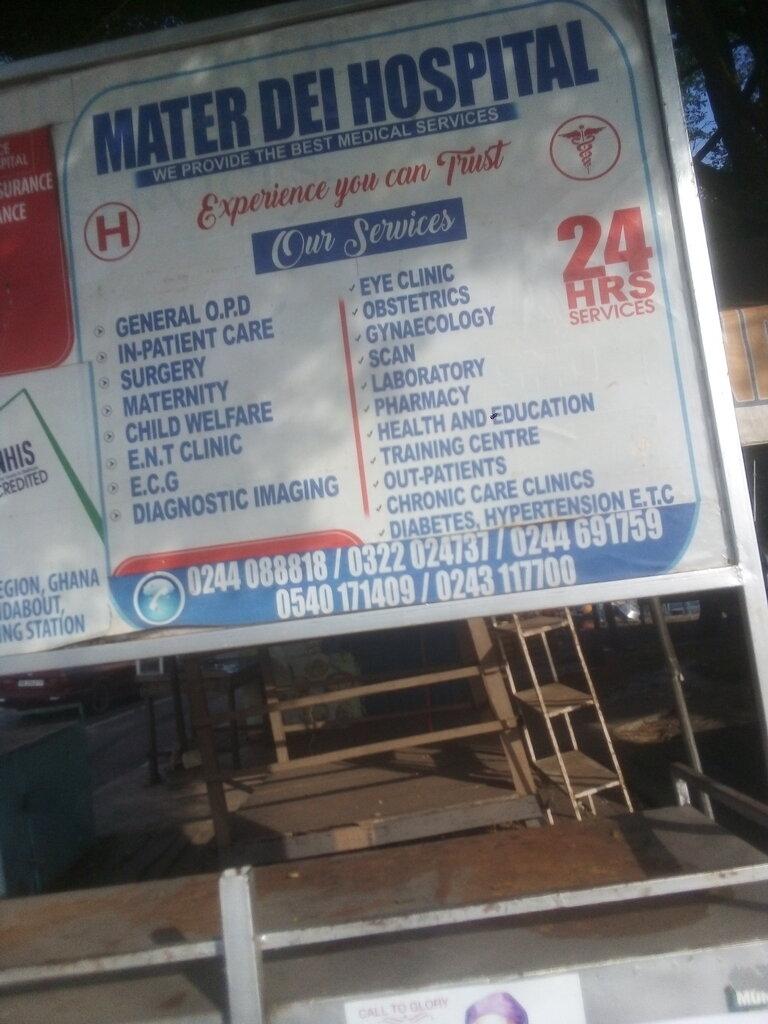 MATER DEI HOSPITAL
WE PROVIDE THE BEST MEDICAL SERVICES
Experience you can Trust
H
Our Services
24
HRS
SERVICES
GENERAL O.P.D
IN-PATIENT CARE
SURGERY
MATERNITY
CHILD WELFARE
E.N.T CLINIC
E.C.G
DIAGNOSTIC IMAGING
EYE CLINIC
OBSTETRICS
GYNAECOLOGY
SCAN
LABORATORY
PHARMACY
HEALTH AND EDUCATION
TRAINING CENTRE
OUT-PATIENTS
CHRONIC CARE CLINICS
DIABETES, HYPERTENSION E.T.C
0244 088818 / 0322 024737 / 0244 691759
0540 171409 / 0243 117700
?
SURANCE
ANCE
NHIS
CREDITED
EGION, GHANA
NDABOUT,
NG STATION
CALL TO GLORY